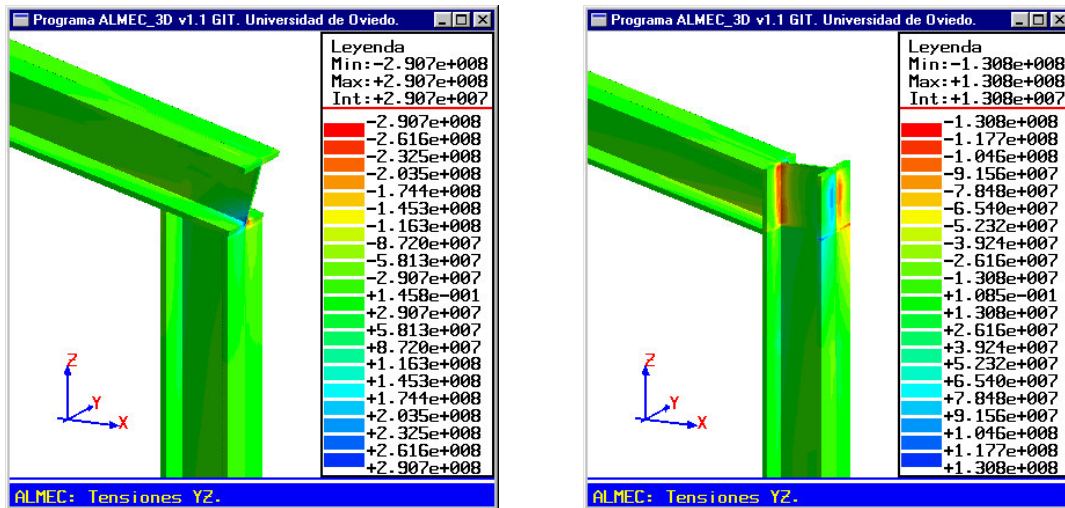 Programa ALMEC_3D v1.1 GIT. Universidad de Oviedo.
Leyenda
Min:-2.907e+008
Max:+2.907e+008
Int:+2.907e+007
-2.907e+008
-2.616e+008
-2.325e+008
-2.035e+008
-1.744e+008
-1.453e+008
-1.163e+008
-8.720e+007
-5.813e+007
-2.907e+007
+1.458e-001
+2.907e+007
+5.813e+007
+8.720e+007
+1.163e+008
+1.453e+008
+1.744e+008
+2.035e+008
+2.325e+008
+2.616e+008
+2.907e+008
Z
Y
X
ALMEC: Tensiones YZ.
Programa ALMEC_3D v1.1 GIT. Universidad de Oviedo.
Leyenda
Min:-1.308e+008
Max:+1.308e+008
Int:+1.308e+007
-1.308e+008
-1.177e+008
-1.046e+008
-9.156e+007
-7.848e+007
-6.540e+007
-5.232e+007
-3.924e+007
-2.616e+007
-1.308e+007
+1.085e-001
+1.308e+007
+2.616e+007
+3.924e+007
+5.232e+007
+6.540e+007
+7.848e+007
+9.156e+007
+1.046e+008
+1.177e+008
+1.308e+008
Z
Y
X
ALMEC: Tensiones YZ.